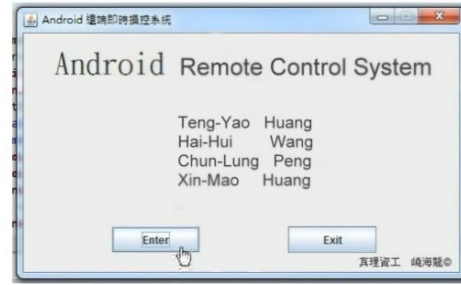 Android 遠端即時操控系統
Android Remote Control System
Teng-Yao Huang
Hai-Hui Wang
Chun-Lung Peng
Xin-Mao Huang
Enter Exit
真理資工 曉海龍©